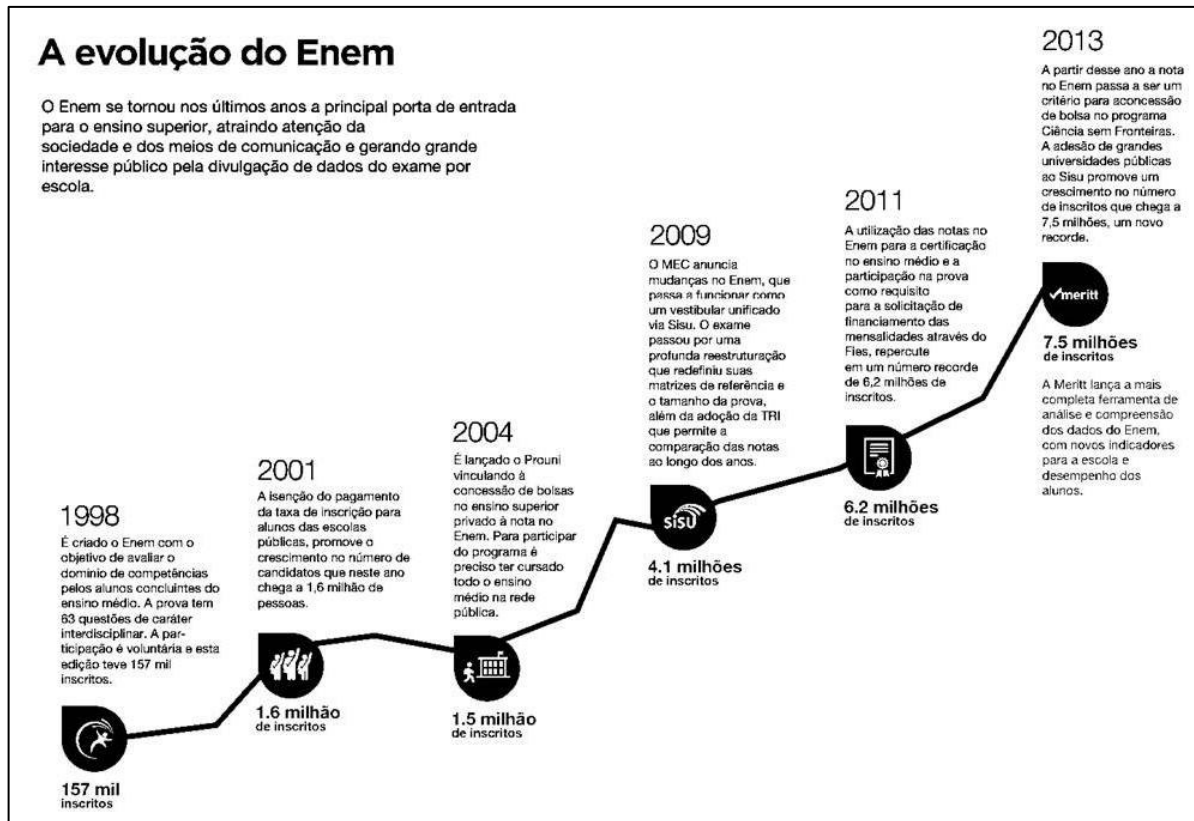 A evolução do Enem
O Enem se tornou nos últimos anos a principal porta de entrada
para o ensino superior, atraindo atenção da
sociedade e dos meios de comunicação e gerando grande
interesse público pela divulgação de dados do exame por
escola.
1998
É criado o Enem com o
objetivo de avaliar o
domínio de competências
pelos alunos concluintes do
ensino médio. A prova tem
63 questões de caráter
interdisciplinar. A par-
ticipação é voluntária e esta
edição teve 157 mil
inscritos.
157 mil
inscritos
2001
A isenção do pagamento
da taxa de inscrição para
alunos das escolas
públicas, promove o
crescimento no número de
candidatos que neste ano
chega a 1,6 milhão de
pessoas.
1.6 milhão
de inscritos
2004
É lançado o Prouni
vinculando à
concessão de bolsas
no ensino superior
privado à nota no
Enem. Para participar
do programa é
preciso ter cursado
todo o ensino
médio na rede
pública.
1.5 milhão
de inscritos
2009
O MEC anuncia
mudanças no Enem, que
passa a funcionar como
um vestibular unificado
via Sisu. O exame
passou por uma
profunda reestruturação
que redefiniu suas
matrizes de referência e
o tamanho da prova,
além da adoção da TRI
que permite a
comparação das notas
ao longo dos anos.
sisu
4.1 milhões
de inscritos
2011
A utilização das notas no
Enem para a certificação
no ensino médio e a
participação na prova
como requisito
para a solicitação de
financiamento das
mensalidades através do
Fies, repercute
em um número recorde
de 6,2 milhões de
inscritos.
6.2 milhões
de inscritos
2013
A partir desse ano a nota
no Enem passa a ser um
critério para aconcessão
de bolsa no programa
Ciência sem Fronteiras.
A adesão de grandes
universidades públicas
ao Sisu promove um
crescimento no número
de inscritos que chega a
7,5 milhões, um novo
recorde.
meritt
7.5 milhões
de inscritos
A Meritt lança a mais
completa ferramenta de
análise e compreensão
dos dados do Enem,
com novos indicadores
para a escola e
desempenho dos
alunos.